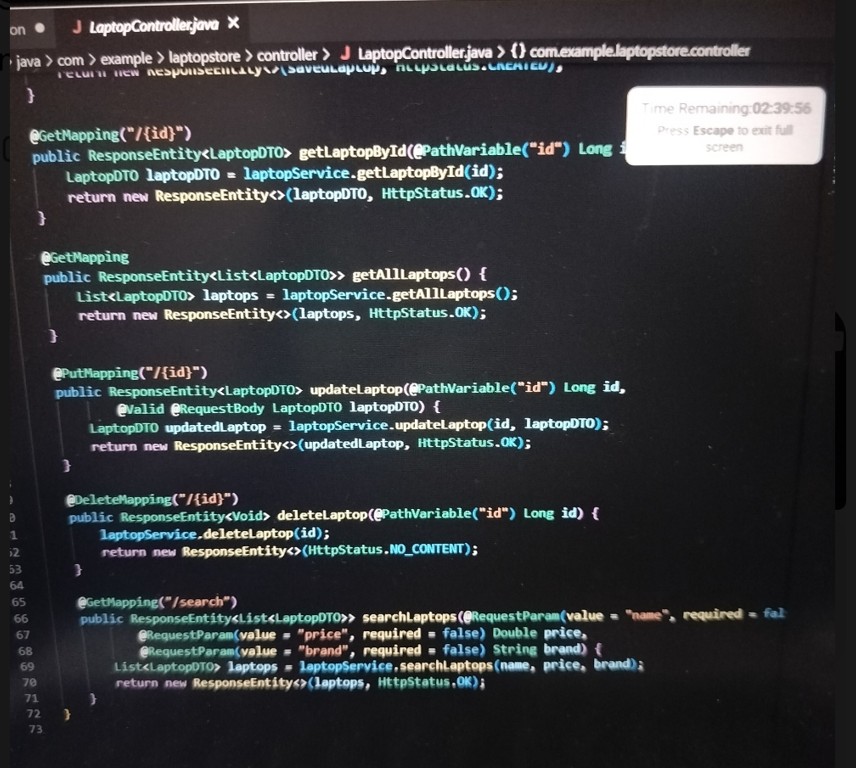 on ● J LaptopController.java ×
java > com > example > laptopstore > controller > J LaptopController.java > {} com.example.laptopstore.controller
return new ResponseEntity<>(savedLaptop, HttpStatus.CREATED);
}
Time Remaining:02:39:56
Press Escape to exit full
screen
@GetMapping("/{id}")
public ResponseEntity<LaptopDTO> getLaptopById(@PathVariable("id") Long i
LaptopDTO laptopDTO = laptopService.getLaptopById(id);
return new ResponseEntity<>(laptopDTO, HttpStatus.OK);
}
@GetMapping
public ResponseEntity<List<LaptopDTO>> getAllLaptops() {
List<LaptopDTO> laptops = laptopService.getAllLaptops();
return new ResponseEntity<>(laptops, HttpStatus.OK);
}
@PutMapping("/{id}")
public ResponseEntity<LaptopDTO> updateLaptop(@PathVariable("id") Long id,
@Valid @RequestBody LaptopDTO laptopDTO) {
LaptopDTO updatedLaptop = laptopService.updateLaptop(id, laptopDTO);
return new ResponseEntity<>(updatedLaptop, HttpStatus.OK);
}
@DeleteMapping("/{id}")
public ResponseEntity<Void> deleteLaptop(@PathVariable("id") Long id) {
1 laptopService.deleteLaptop(id);
52 return new ResponseEntity<>(HttpStatus.NO_CONTENT);
53 }
64
65 @GetMapping("/search")
66 public ResponseEntity<List<LaptopDTO>> searchLaptops(@RequestParam(value = "name", required = fal
67 @RequestParam(value = "price", required = false) Double price,
68 @RequestParam(value = "brand", required = false) String brand) {
69 List<LaptopDTO> laptops = laptopService.searchLaptops(name, price, brand);
70 return new ResponseEntity<>(laptops, HttpStatus.OK);
71 }
72 }
73